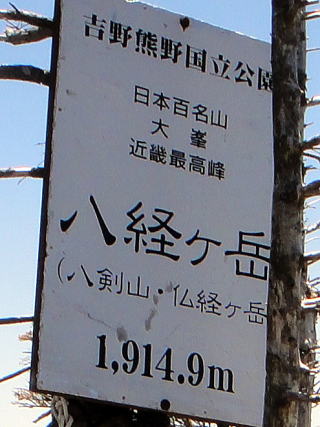 吉野熊野国立公園
日本百名山
大峯
近畿最高峰
八経ヶ岳
(八剣山・仏経ヶ岳
1,914.9m